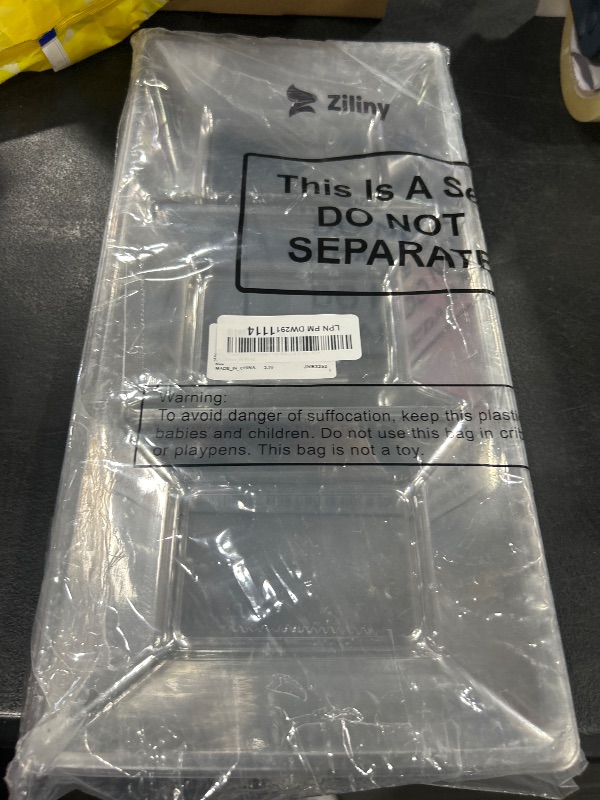 Ziliny
This Is A Se
DO NOT
SEPARATE
LPN PM DW2911114
MADE IN CHINA
Warning:
To avoid danger of suffocation, keep this plasti
babies and children. Do not use this bag in cri
or playpens. This bag is not a toy.